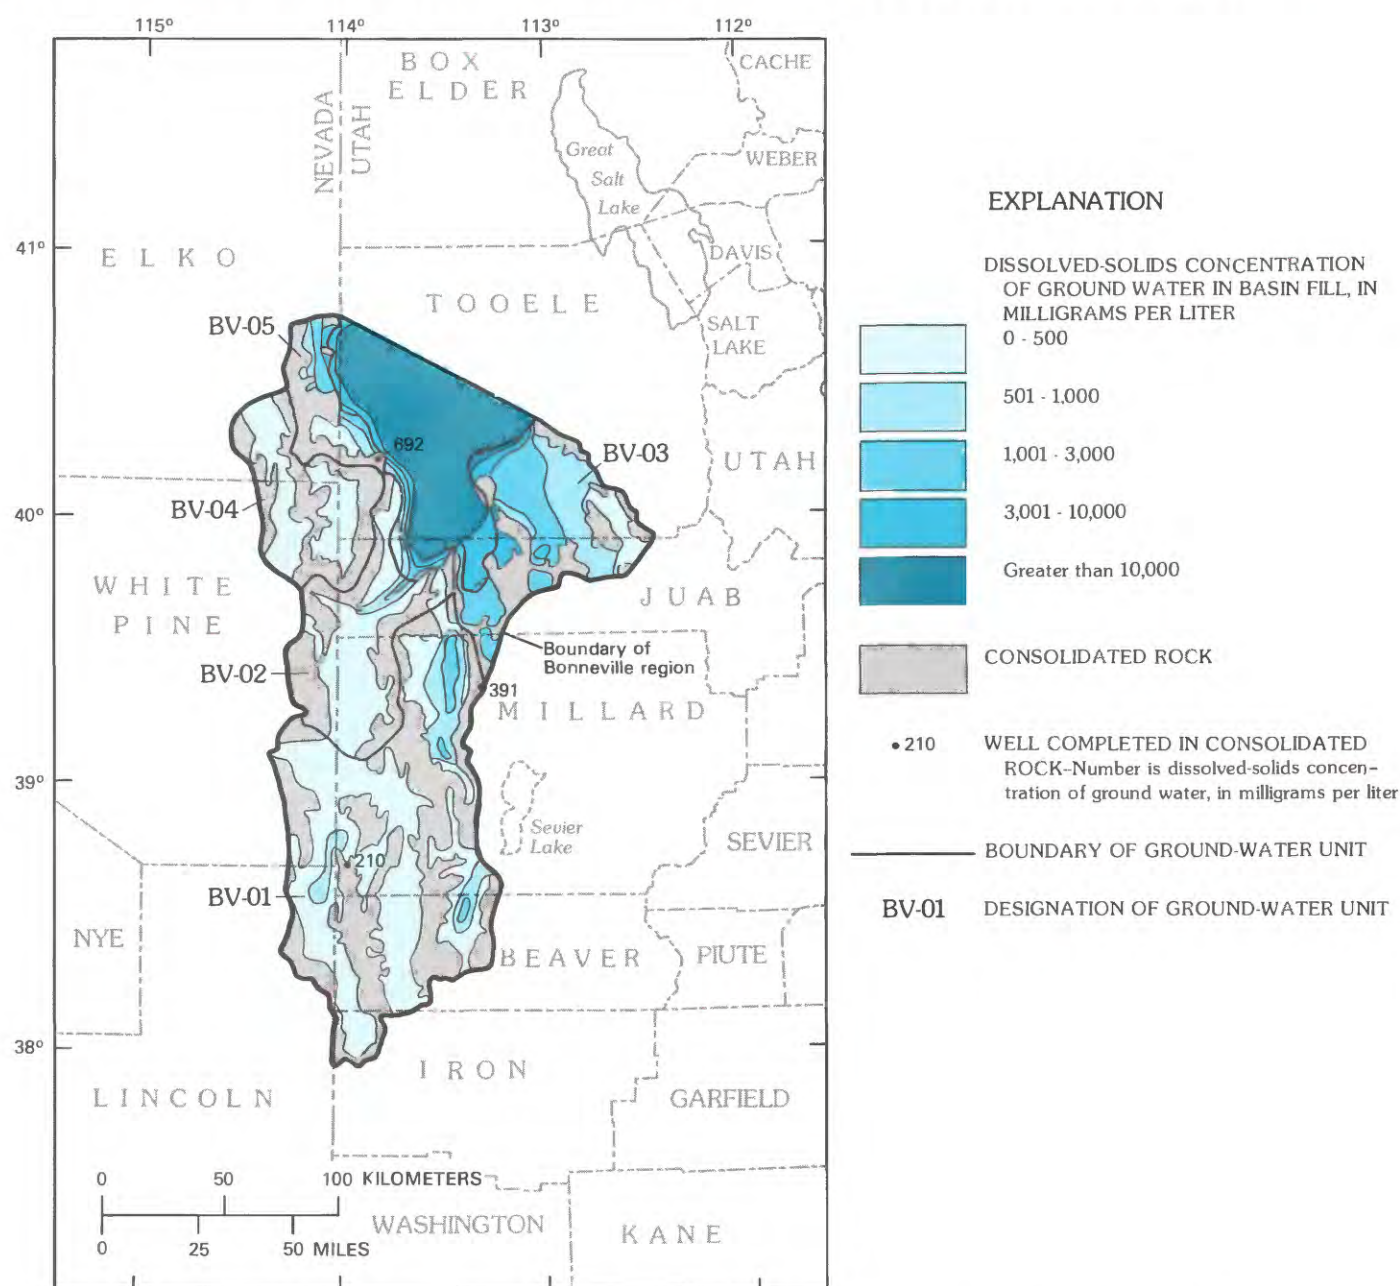 115° 114° 113° 112°
BOX
ELDER
CACHE
NEVADA
UTAH
Great
Salt
Lake
WEBER
41°
ELKO
DAVIS
TOOELE
SALT
LAKE
BV-05
692
BV-03
UTAH
BV-04
40°
WHITE
PINE
JUAB
Boundary of
Bonneville region
BV-02
391
MILLARD
39°
Sevier
Lake
SEVIER
210
BV-01
NYE
BEAVER
PIUTE
38°
IRON
LINCOLN
GARFIELD
0 50 100 KILOMETERS
0 25 50 MILES
WASHINGTON
KANE
EXPLANATION
DISSOLVED-SOLIDS CONCENTRATION
OF GROUND WATER IN BASIN FILL, IN
MILLIGRAMS PER LITER
0 - 500
501 - 1,000
1,001 - 3,000
3,001 - 10,000
Greater than 10,000
CONSOLIDATED ROCK
• 210 WELL COMPLETED IN CONSOLIDATED
ROCK–Number is dissolved-solids concen–
tration of ground water, in milligrams per liter
BOUNDARY OF GROUND-WATER UNIT
BV-01 DESIGNATION OF GROUND-WATER UNIT